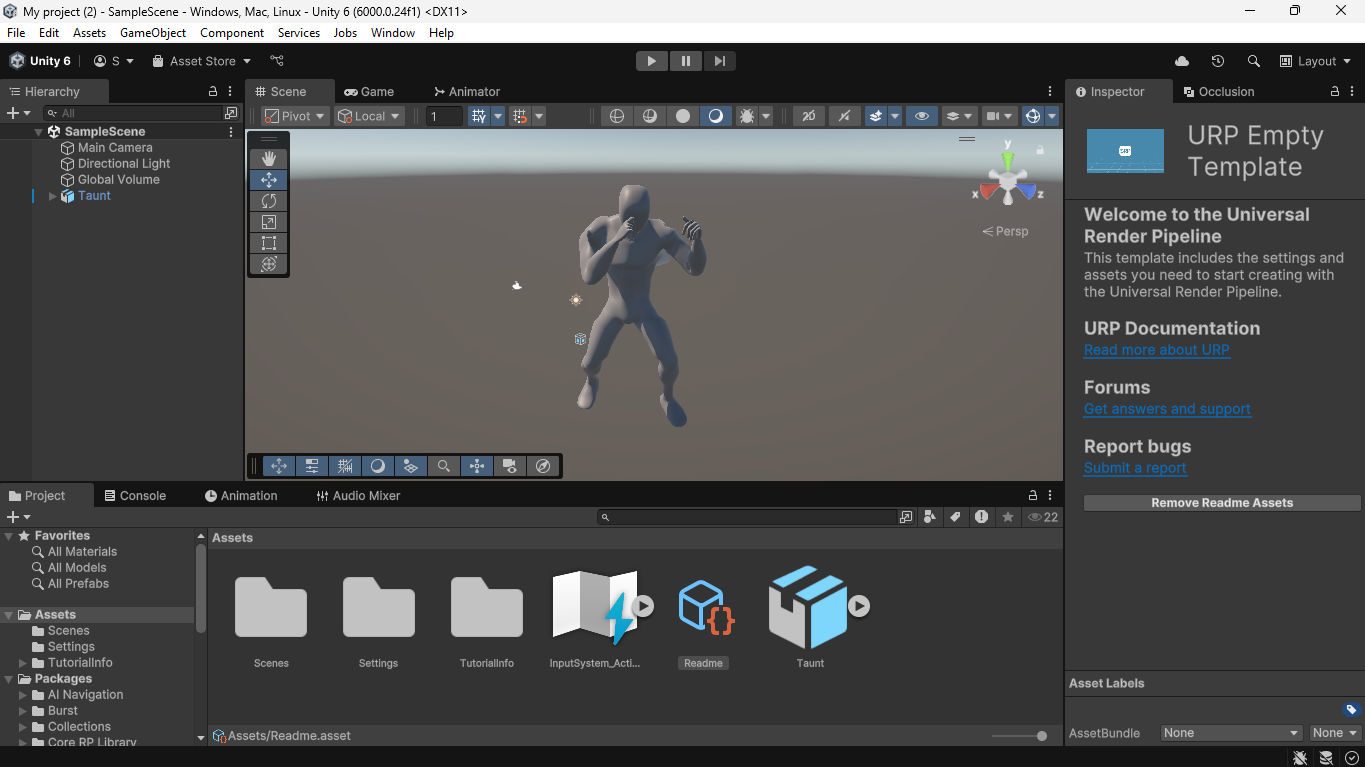 My project (2) - SampleScene - Windows, Mac, Linux - Unity 6 (6000.0.24f1) <DX11>
File Edit Assets GameObject Component Services Jobs Window Help
Unity 6 S Asset Store Layout
Hierarchy
All
SampleScene
Main Camera
Directional Light
Global Volume
Taunt
Scene Game Animator
Pivot Local 1 2D
y
x z
Persp
Inspector Occlusion
URP Empty
Template
Welcome to the Universal
Render Pipeline
This template includes the settings and
assets you need to start creating with
the Universal Render Pipeline.
URP Documentation
Read more about URP
Forums
Get answers and support
Report bugs
Submit a report
Remove Readme Assets
Project Console Animation Audio Mixer
22
Favorites
All Materials
All Models
All Prefabs
Assets
Scenes
Settings
TutorialInfo
Packages
AI Navigation
Burst
Collections
Core RP Library
Assets
Scenes Settings TutorialInfo InputSystem_Acti... Readme Taunt
Assets/Readme.asset
Asset Labels
AssetBundle None None